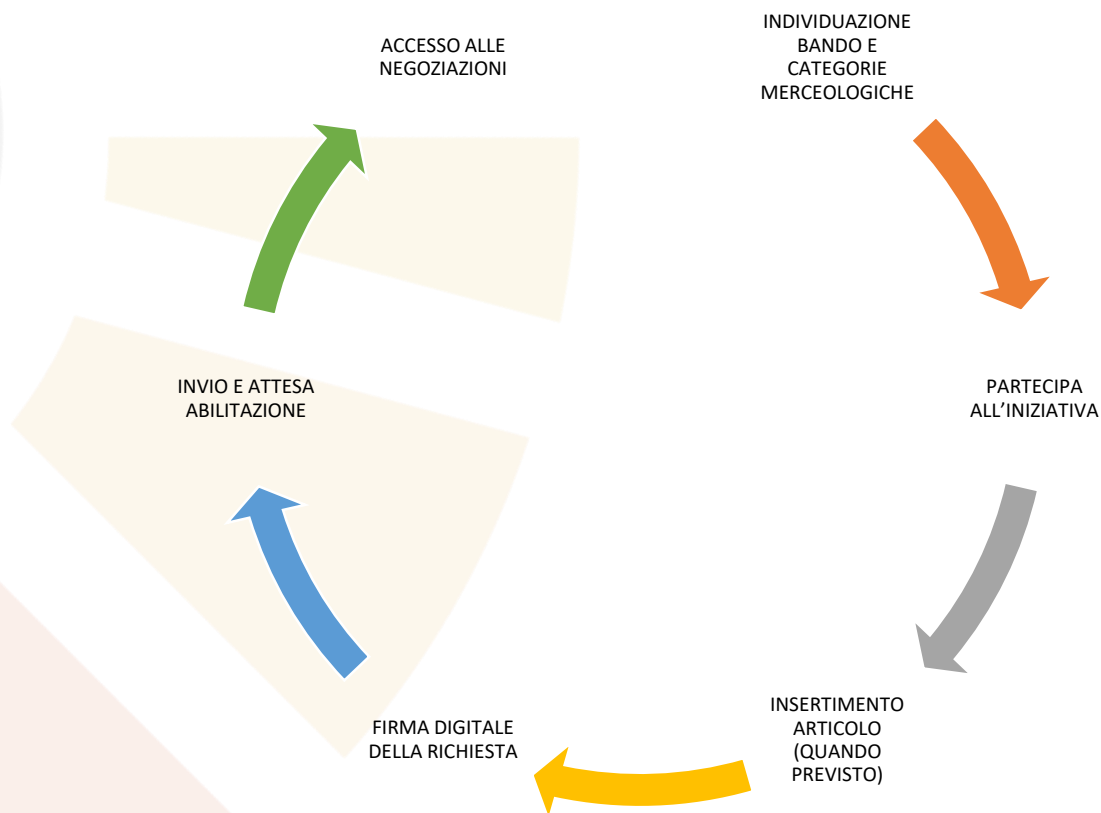 INDIVIDUAZIONE
BANDO E
CATEGORIE
MERCEOLOGICHE
PARTECIPA
ALL’INIZIATIVA
INSERTIMENTO
ARTICOLO
(QUANDO
PREVISTO)
FIRMA DIGITALE
DELLA RICHIESTA
INVIO E ATTESA
ABILITAZIONE
ACCESSO ALLE
NEGOZIAZIONI